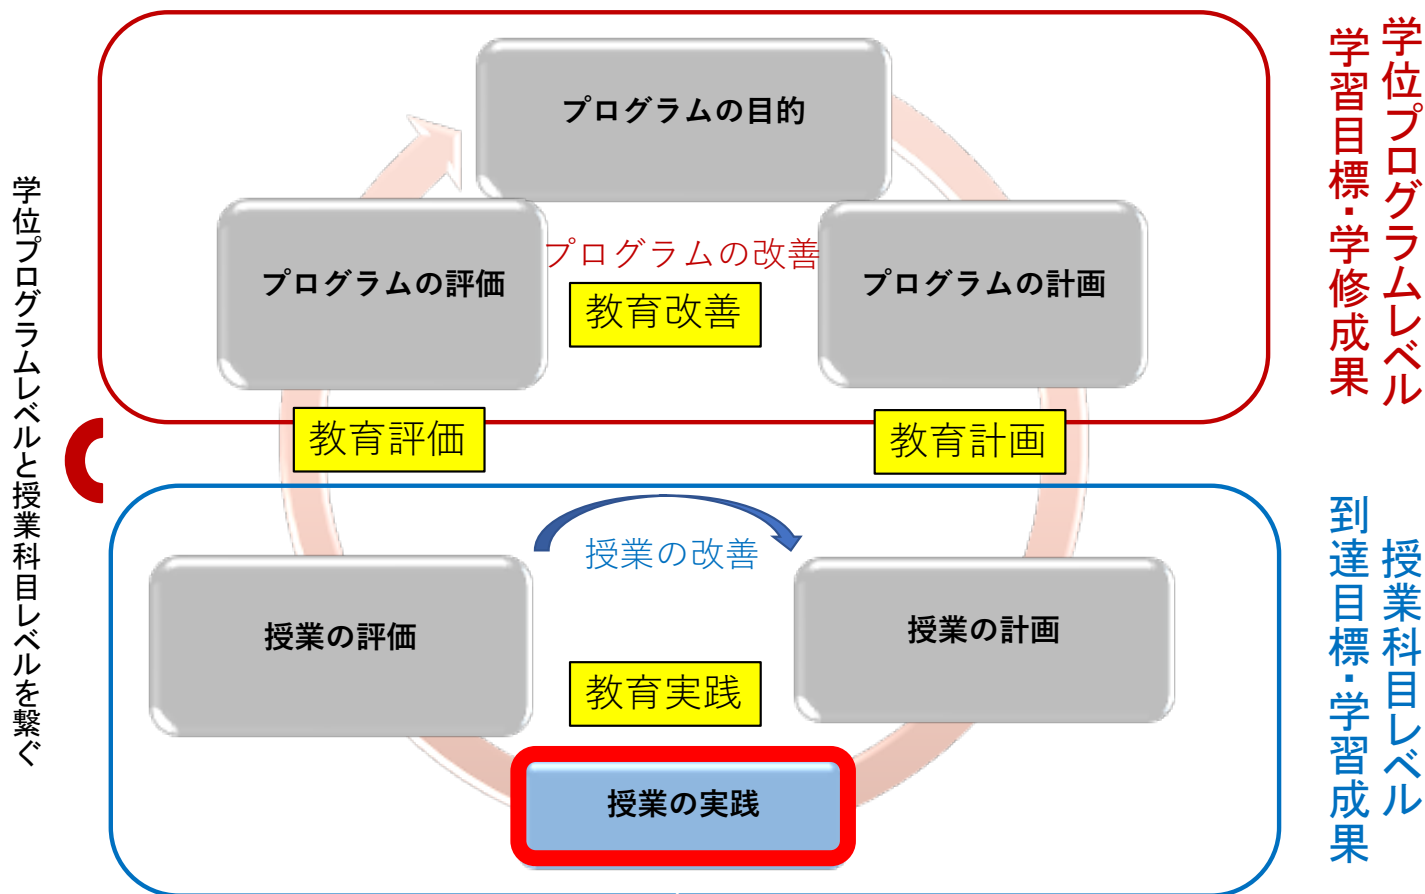 プログラムの目的
プログラムの評価
プログラムの改善
教育改善
プログラムの計画
教育評価
教育計画
授業の改善
授業の評価
授業の計画
教育実践
授業の実践
学位プログラムレベル
学習目標・学修成果
授業科目レベル
到達目標・学習成果
学位プログラムレベルと授業科目レベルを繋ぐ